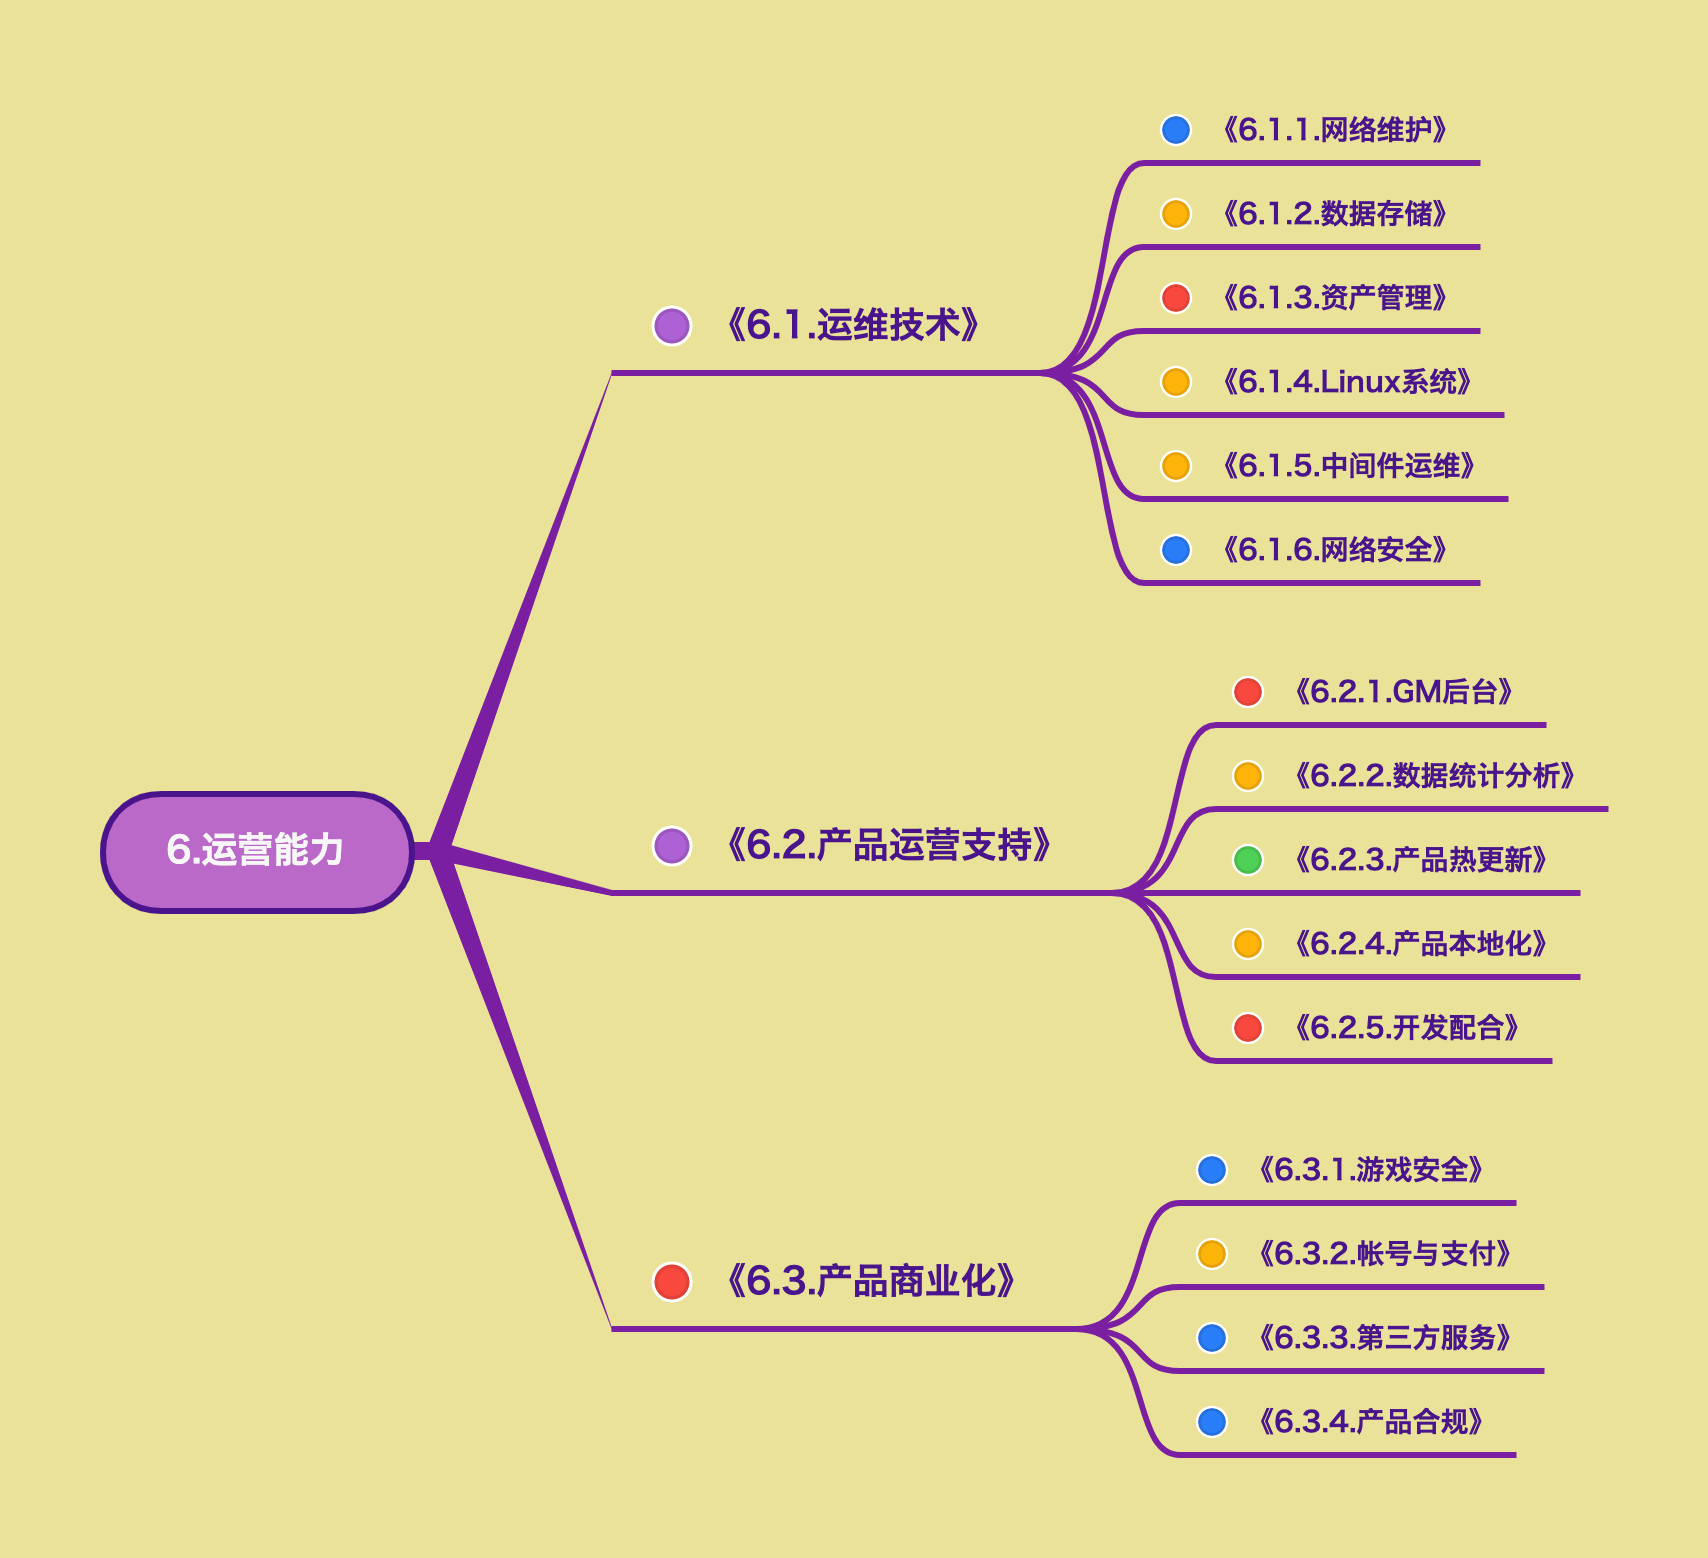 6.运营能力
《6.1.运维技术》
《6.1.1.网络维护》
《6.1.2.数据存储》
《6.1.3.资产管理》
《6.1.4.Linux系统》
《6.1.5.中间件运维》
《6.1.6.网络安全》
《6.2.产品运营支持》
《6.2.1.GM后台》
《6.2.2.数据统计分析》
《6.2.3.产品热更新》
《6.2.4.产品本地化》
《6.2.5.开发配合》
《6.3.产品商业化》
《6.3.1.游戏安全》
《6.3.2.帐号与支付》
《6.3.3.第三方服务》
《6.3.4.产品合规》